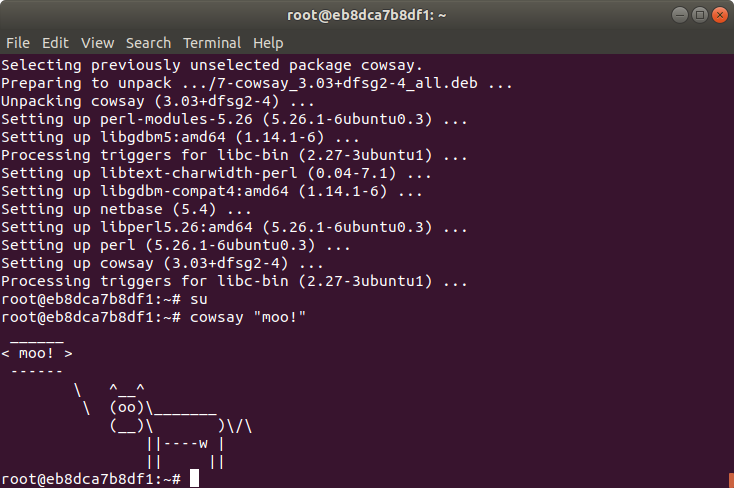 root@eb8dca7b8df1: ~
File Edit View Search Terminal Help
Selecting previously unselected package cowsay.
Preparing to unpack .../7-cowsay_3.03+dfsg2-4_all.deb ...
Unpacking cowsay (3.03+dfsg2-4) ...
Setting up perl-modules-5.26 (5.26.1-6ubuntu0.3) ...
Setting up libgdbm5:amd64 (1.14.1-6) ...
Processing triggers for libc-bin (2.27-3ubuntu1) ...
Setting up libtext-charwidth-perl (0.04-7.1) ...
Setting up libgdbm-compat4:amd64 (1.14.1-6) ...
Setting up netbase (5.4) ...
Setting up libperl5.26:amd64 (5.26.1-6ubuntu0.3) ...
Setting up perl (5.26.1-6ubuntu0.3) ...
Setting up cowsay (3.03+dfsg2-4) ...
Processing triggers for libc-bin (2.27-3ubuntu1) ...
root@eb8dca7b8df1:~# su
root@eb8dca7b8df1:~# cowsay "moo!"
 ______
< moo! >
 ------
        \   ^__^
         \  (oo)\_______
            (__)\       )\/\
                ||----w |
                ||     ||
root@eb8dca7b8df1:~#